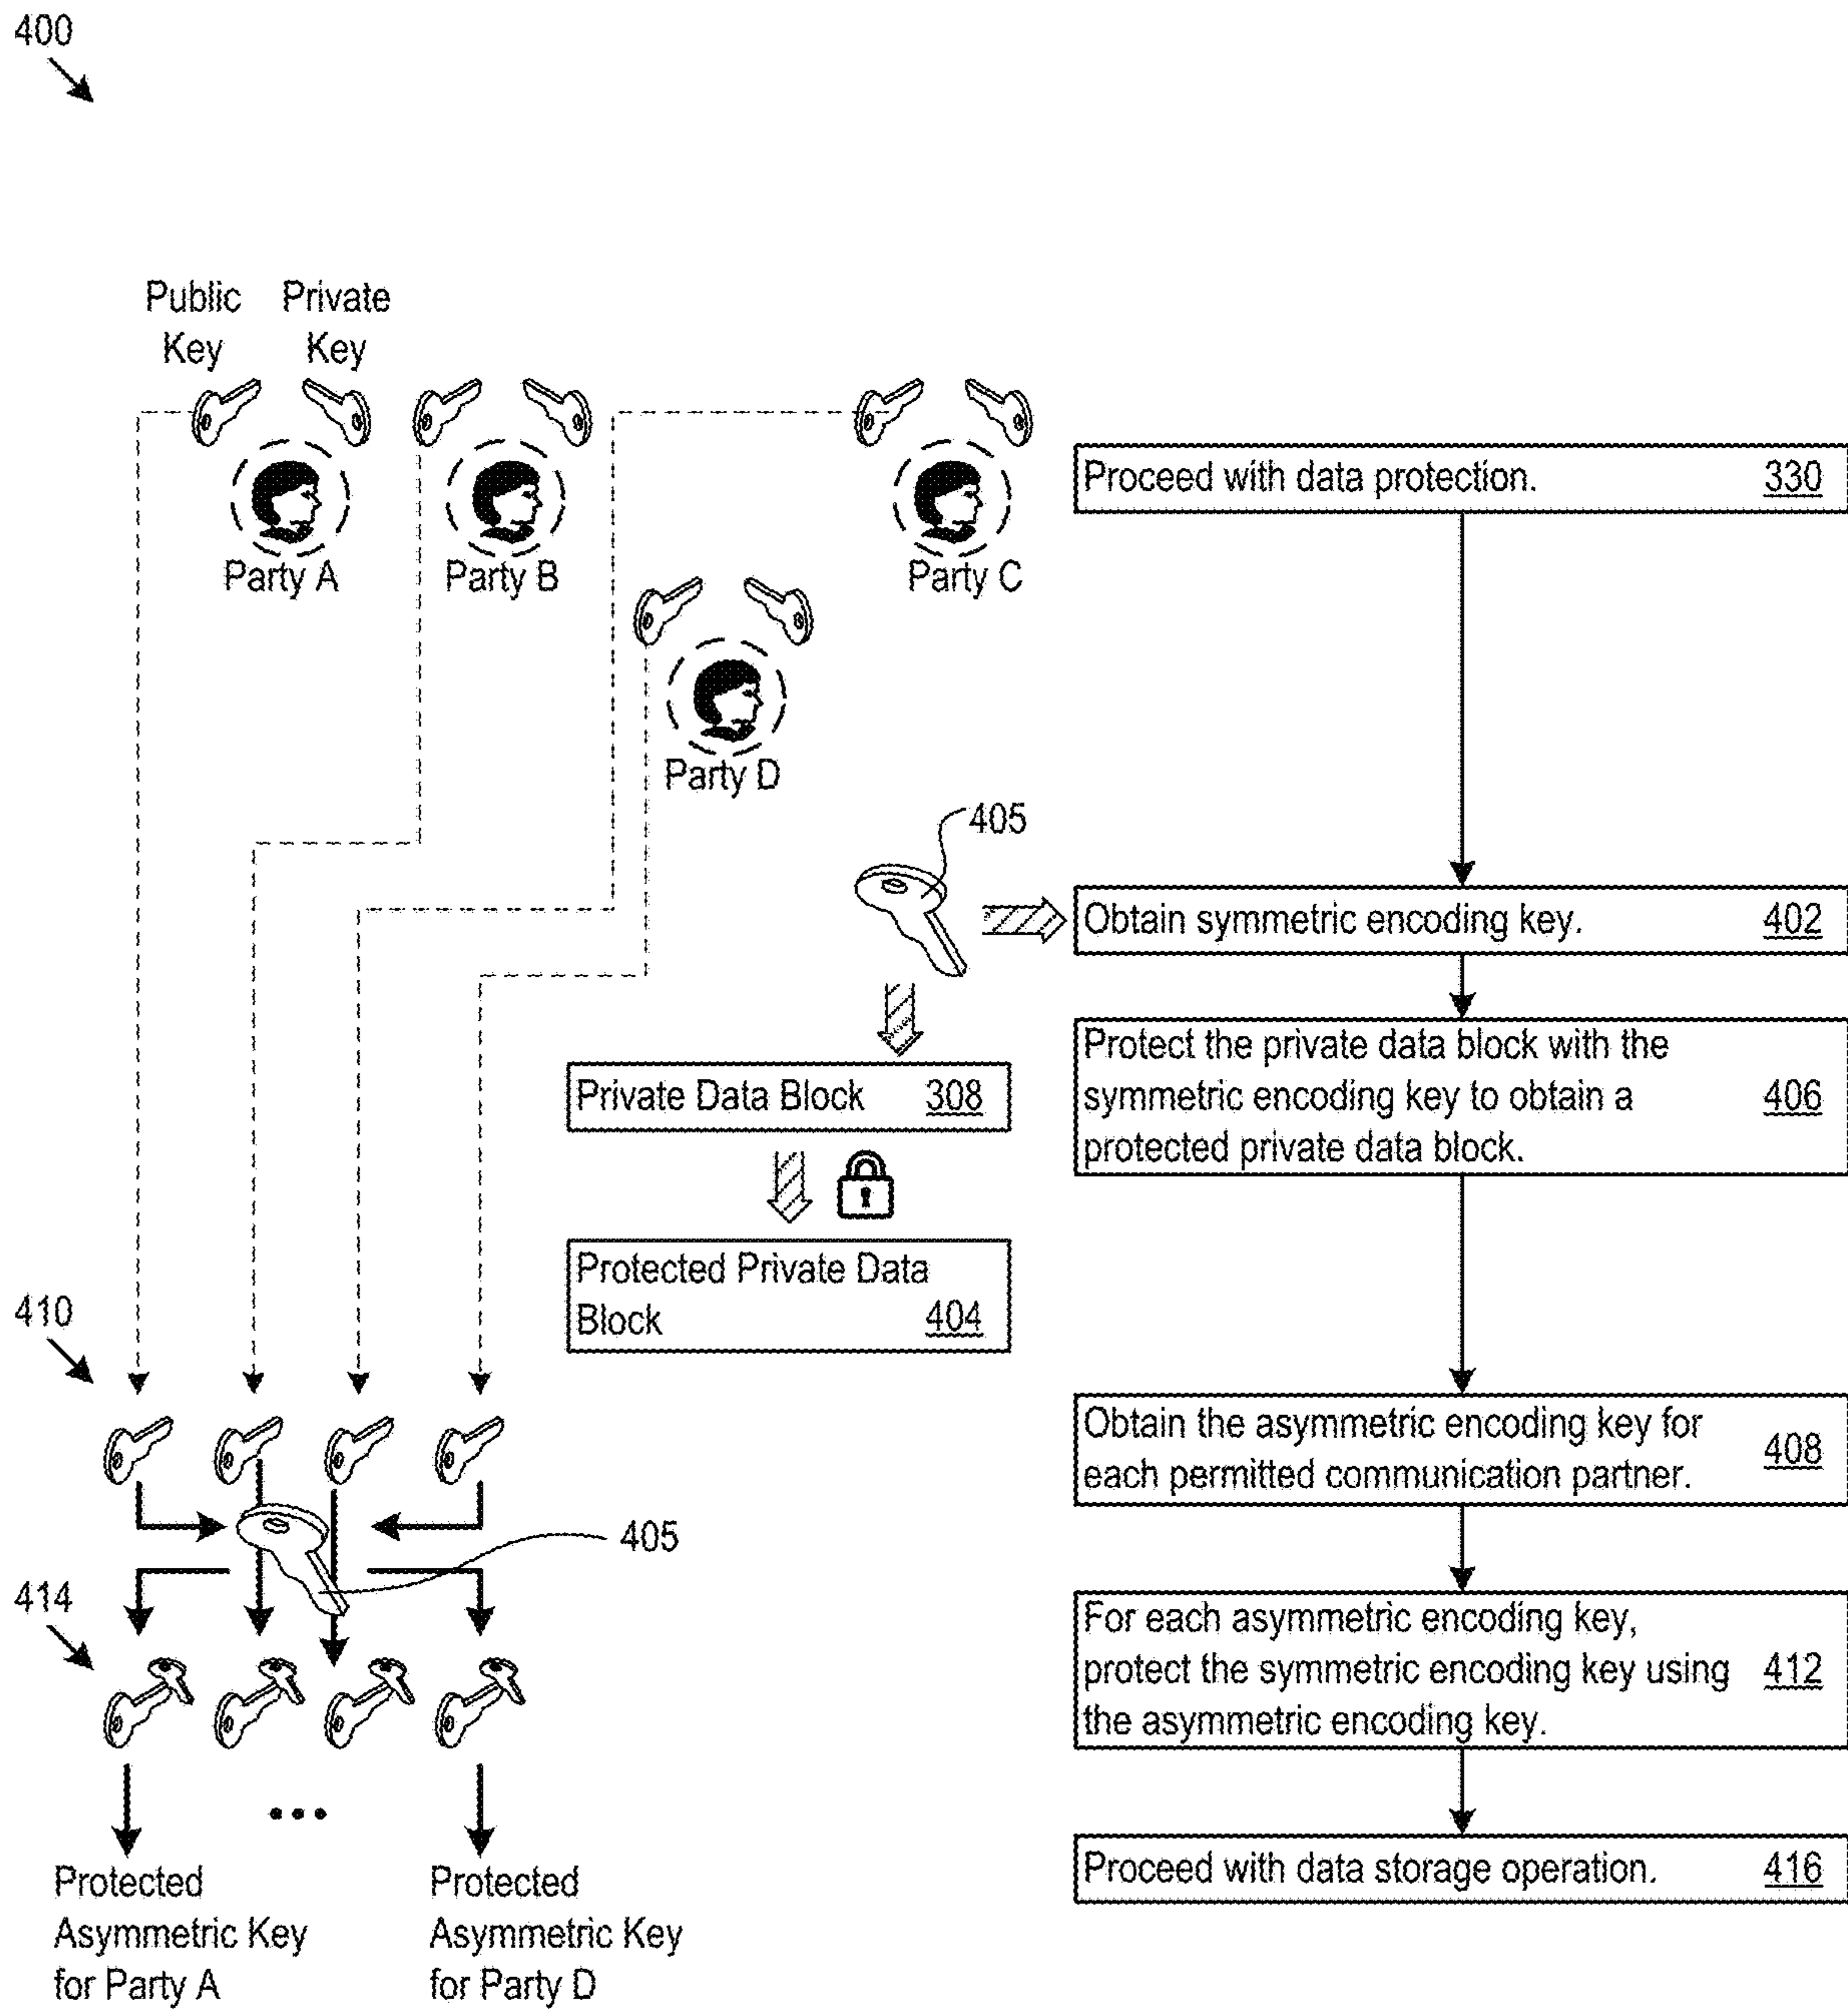 400
Public Private
Key Key
Party A
Party B
Party C
Party D
405
Private Data Block 308
Protected Private Data
Block 404
410
405
414
...
Protected
Asymmetric Key
for Party A
Protected
Asymmetric Key
for Party D
Proceed with data protection. 330
Obtain symmetric encoding key. 402
Protect the private data block with the
symmetric encoding key to obtain a 406
protected private data block.
Obtain the asymmetric encoding key for
each permitted communication partner. 408
For each asymmetric encoding key,
protect the symmetric encoding key using 412
the asymmetric encoding key.
Proceed with data storage operation. 416